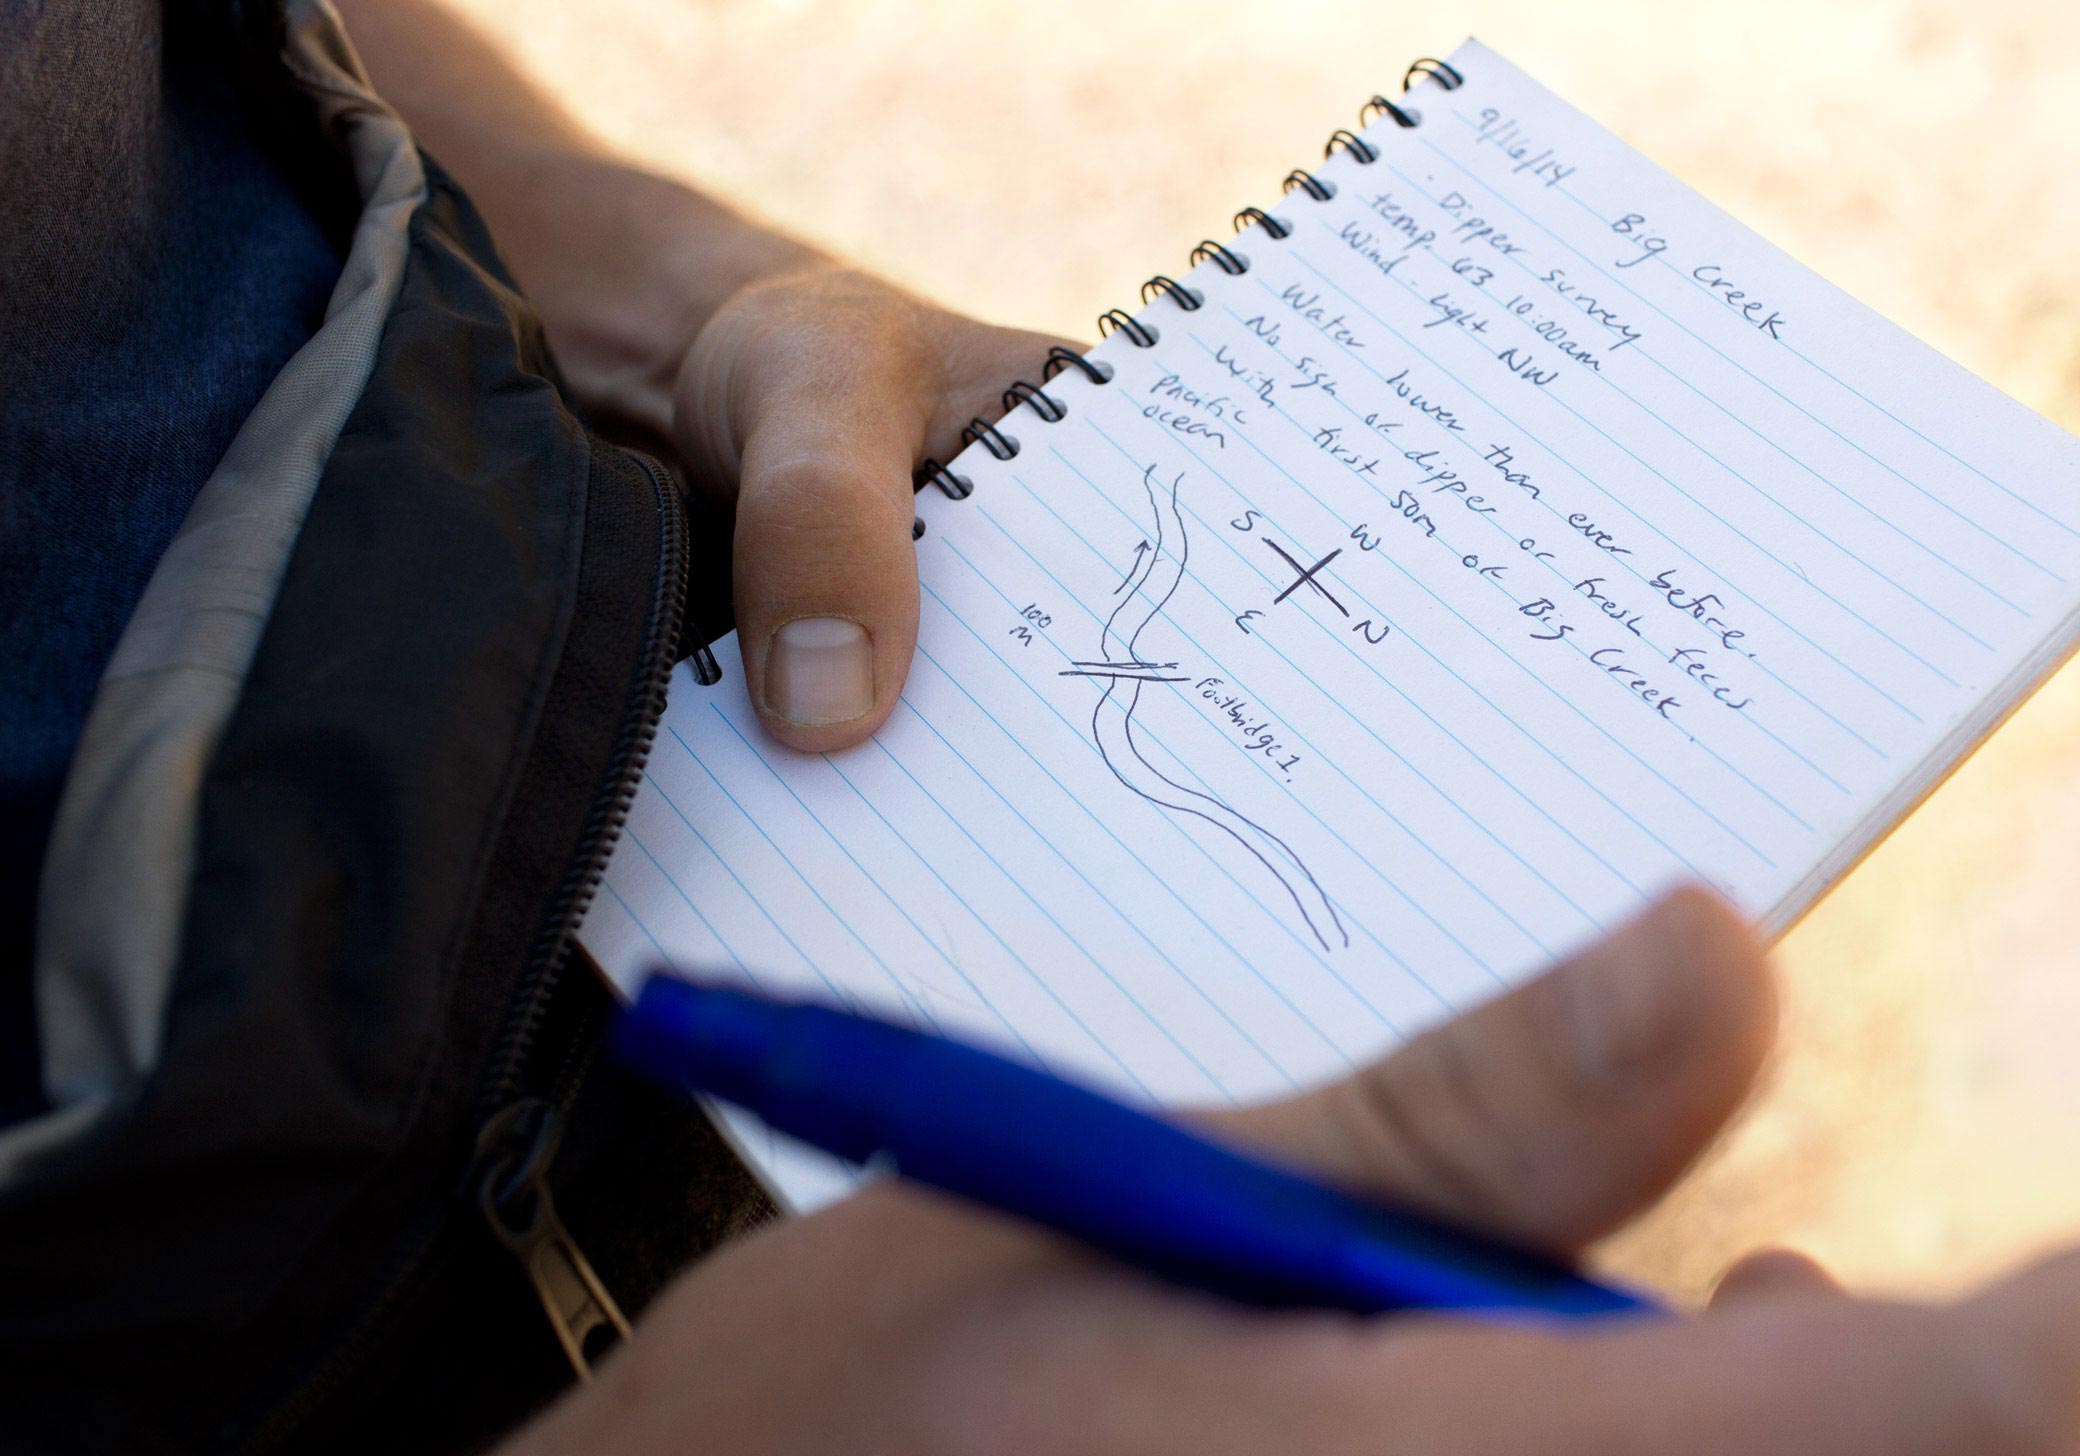 9/16/14 Big Creek
· Dipper survey
temp. 63 10:00am
Wind - light NW
Water lower than ever before.
No sign of dipper or fresh feces
with first 50m of Big Creek.
pacific
ocean
S W
E N
100
m
Footbridge 1.